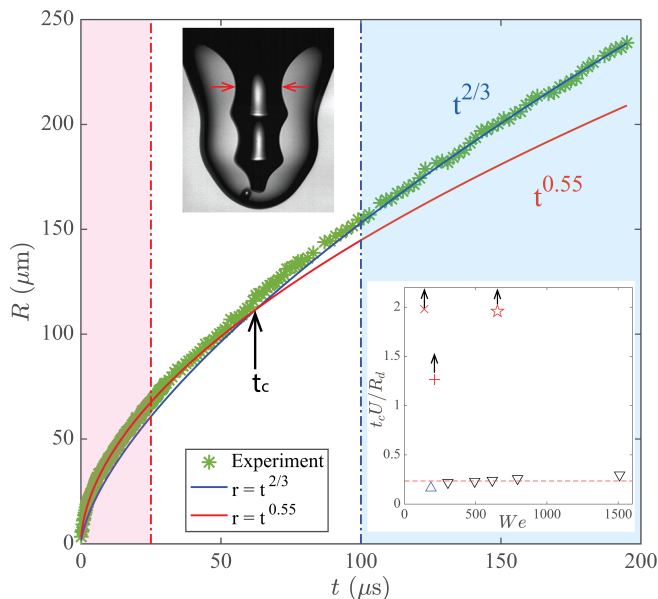 250
200
150
100
50
0
R (μm)
0
50
100
150
200
t (μs)
t^{2/3}
t^{0.55}
t_c
Experiment
r = t^{2/3}
r = t^{0.55}
2
1.5
1
0.5
0
t_cU/R_d
0
500
1000
1500
We